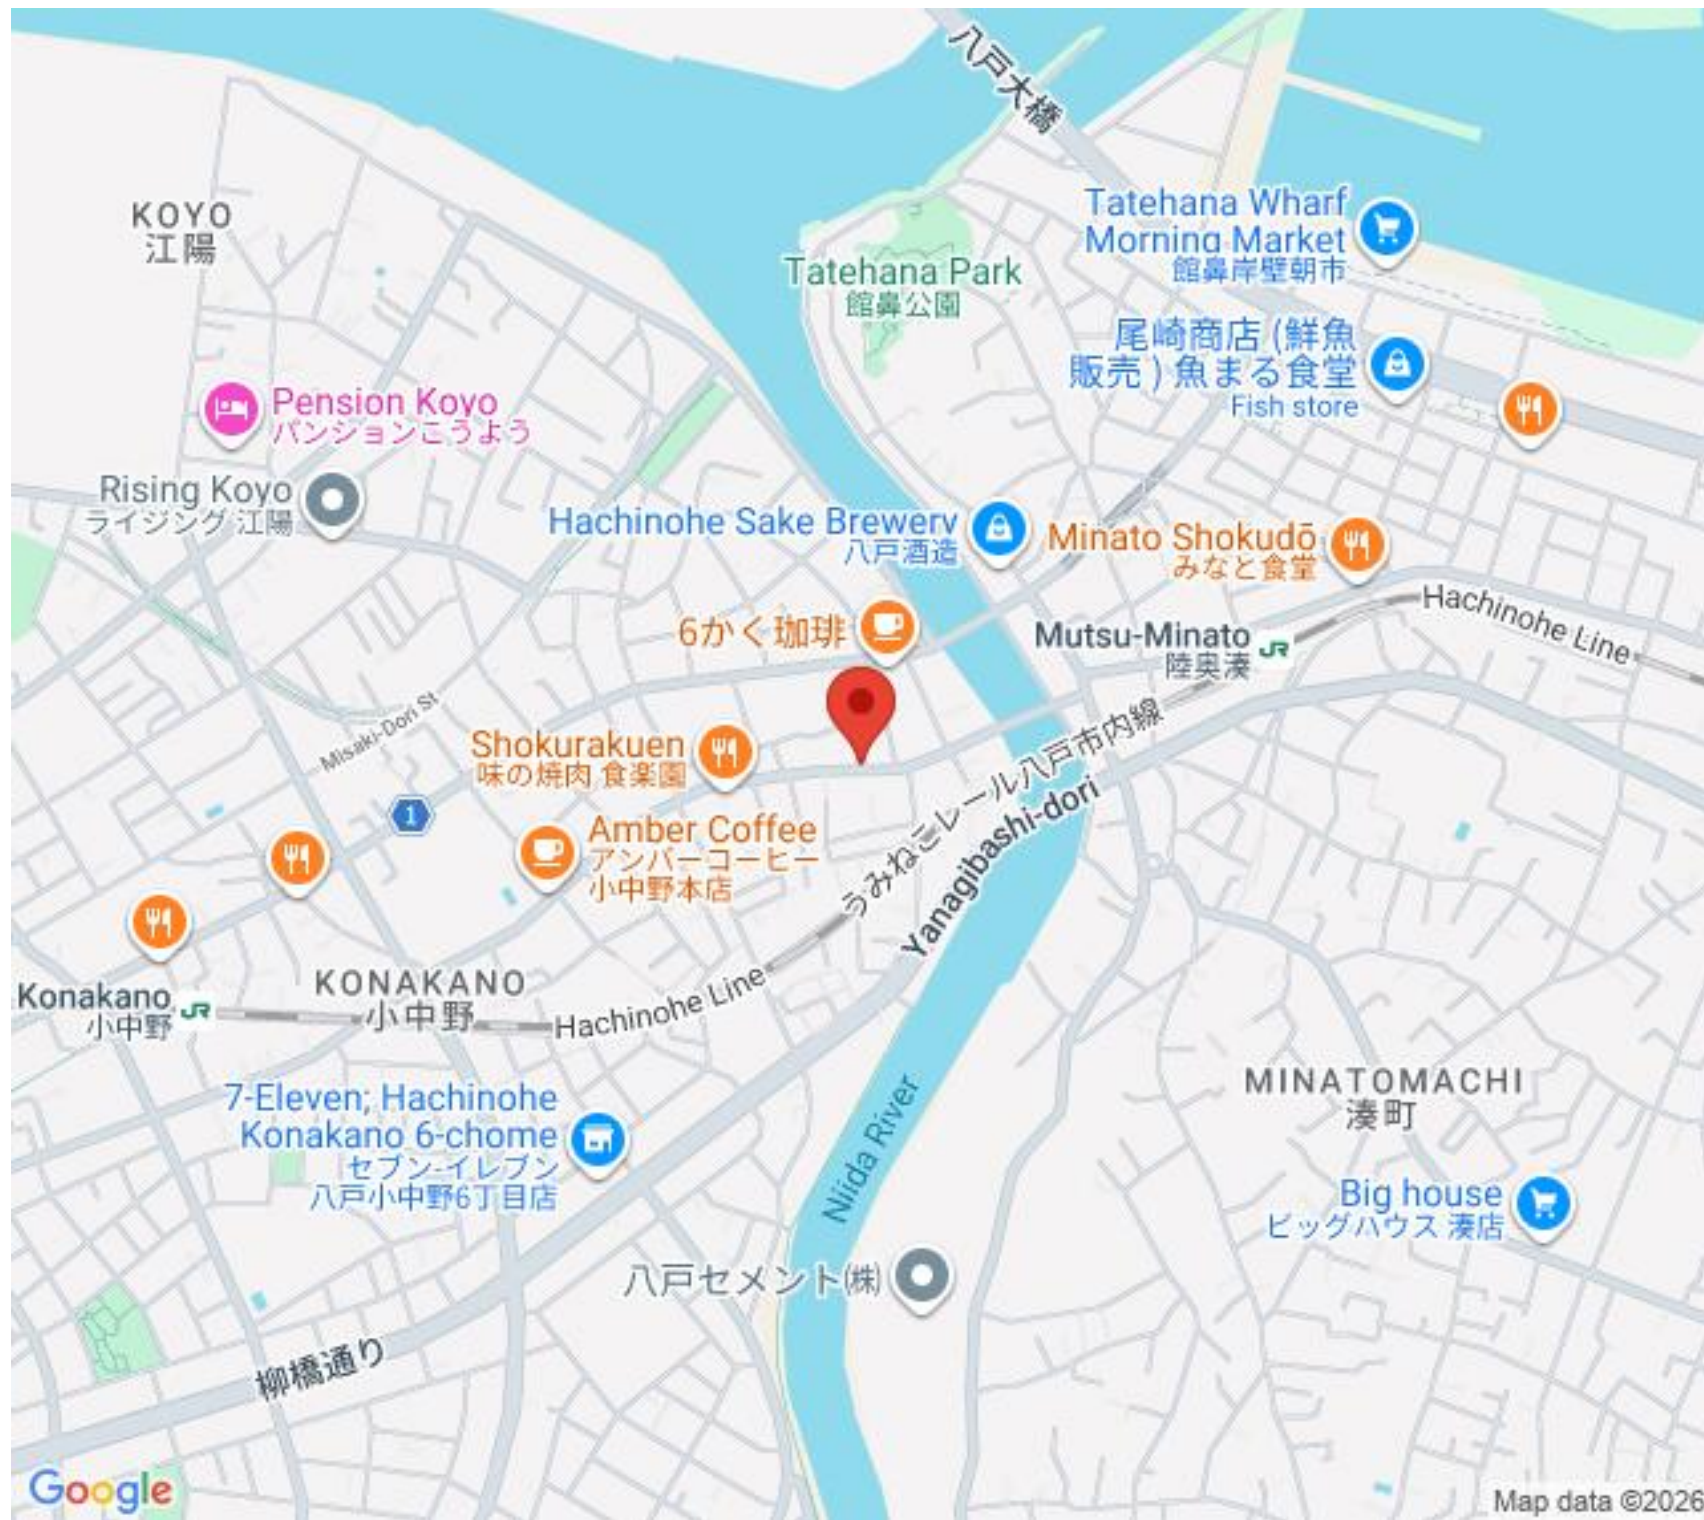 八戸大橋
Tatehana Wharf
Morning Market
館鼻岸壁朝市
KOYO
江陽
Tatehana Park
館鼻公園
尾崎商店 (鮮魚
販売 ) 魚まる食堂
Fish store
Pension Koyo
パンションこうよう
Rising Koyo
ライジング 江陽
Hachinohe Sake Brewery
八戸酒造
Minato Shokudō
みなと食堂
Hachinohe Line
6かく珈琲
Mutsu-Minato
陸奥湊
JR
Misaki-Dori St
Shokurakuen
味の焼肉 食楽園
うみねこレール八戸市内線
Yanagibashi-dori
1
Amber Coffee
アンバーコーヒー
小中野本店
KONAKANO
小中野
Konakano
小中野
JR
Hachinohe Line
7-Eleven; Hachinohe
Konakano 6-chome
セブン-イレブン
八戸小中野6丁目店
Niida River
MINATOMACHI
湊町
Big house
ビッグハウス 湊店
八戸セメント㈱
柳橋通り
Google
Map data ©2026